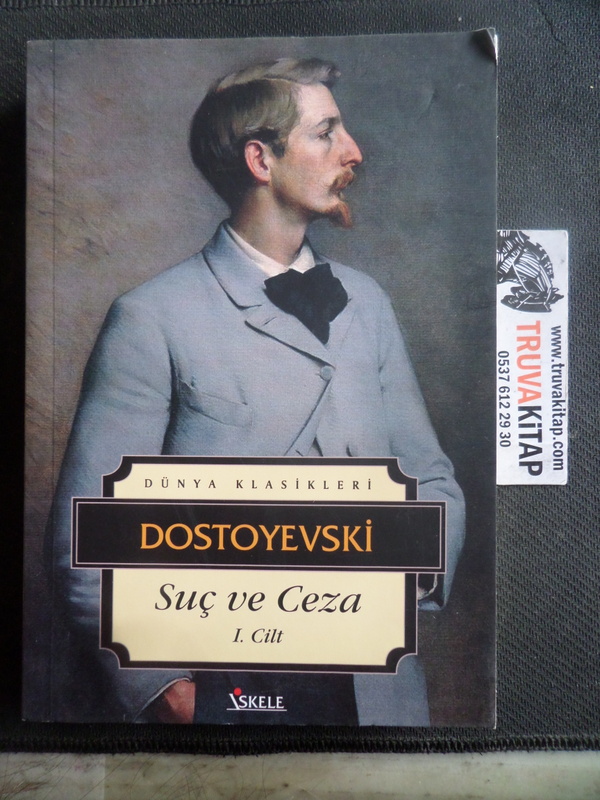 DÜNYA KLASİKLERİ
DOSTOYEVSKİ
Suç ve Ceza
I. Cilt
İSKELE
www.truvakitap.com
TRUVAKİTAP
0537 612 29 30